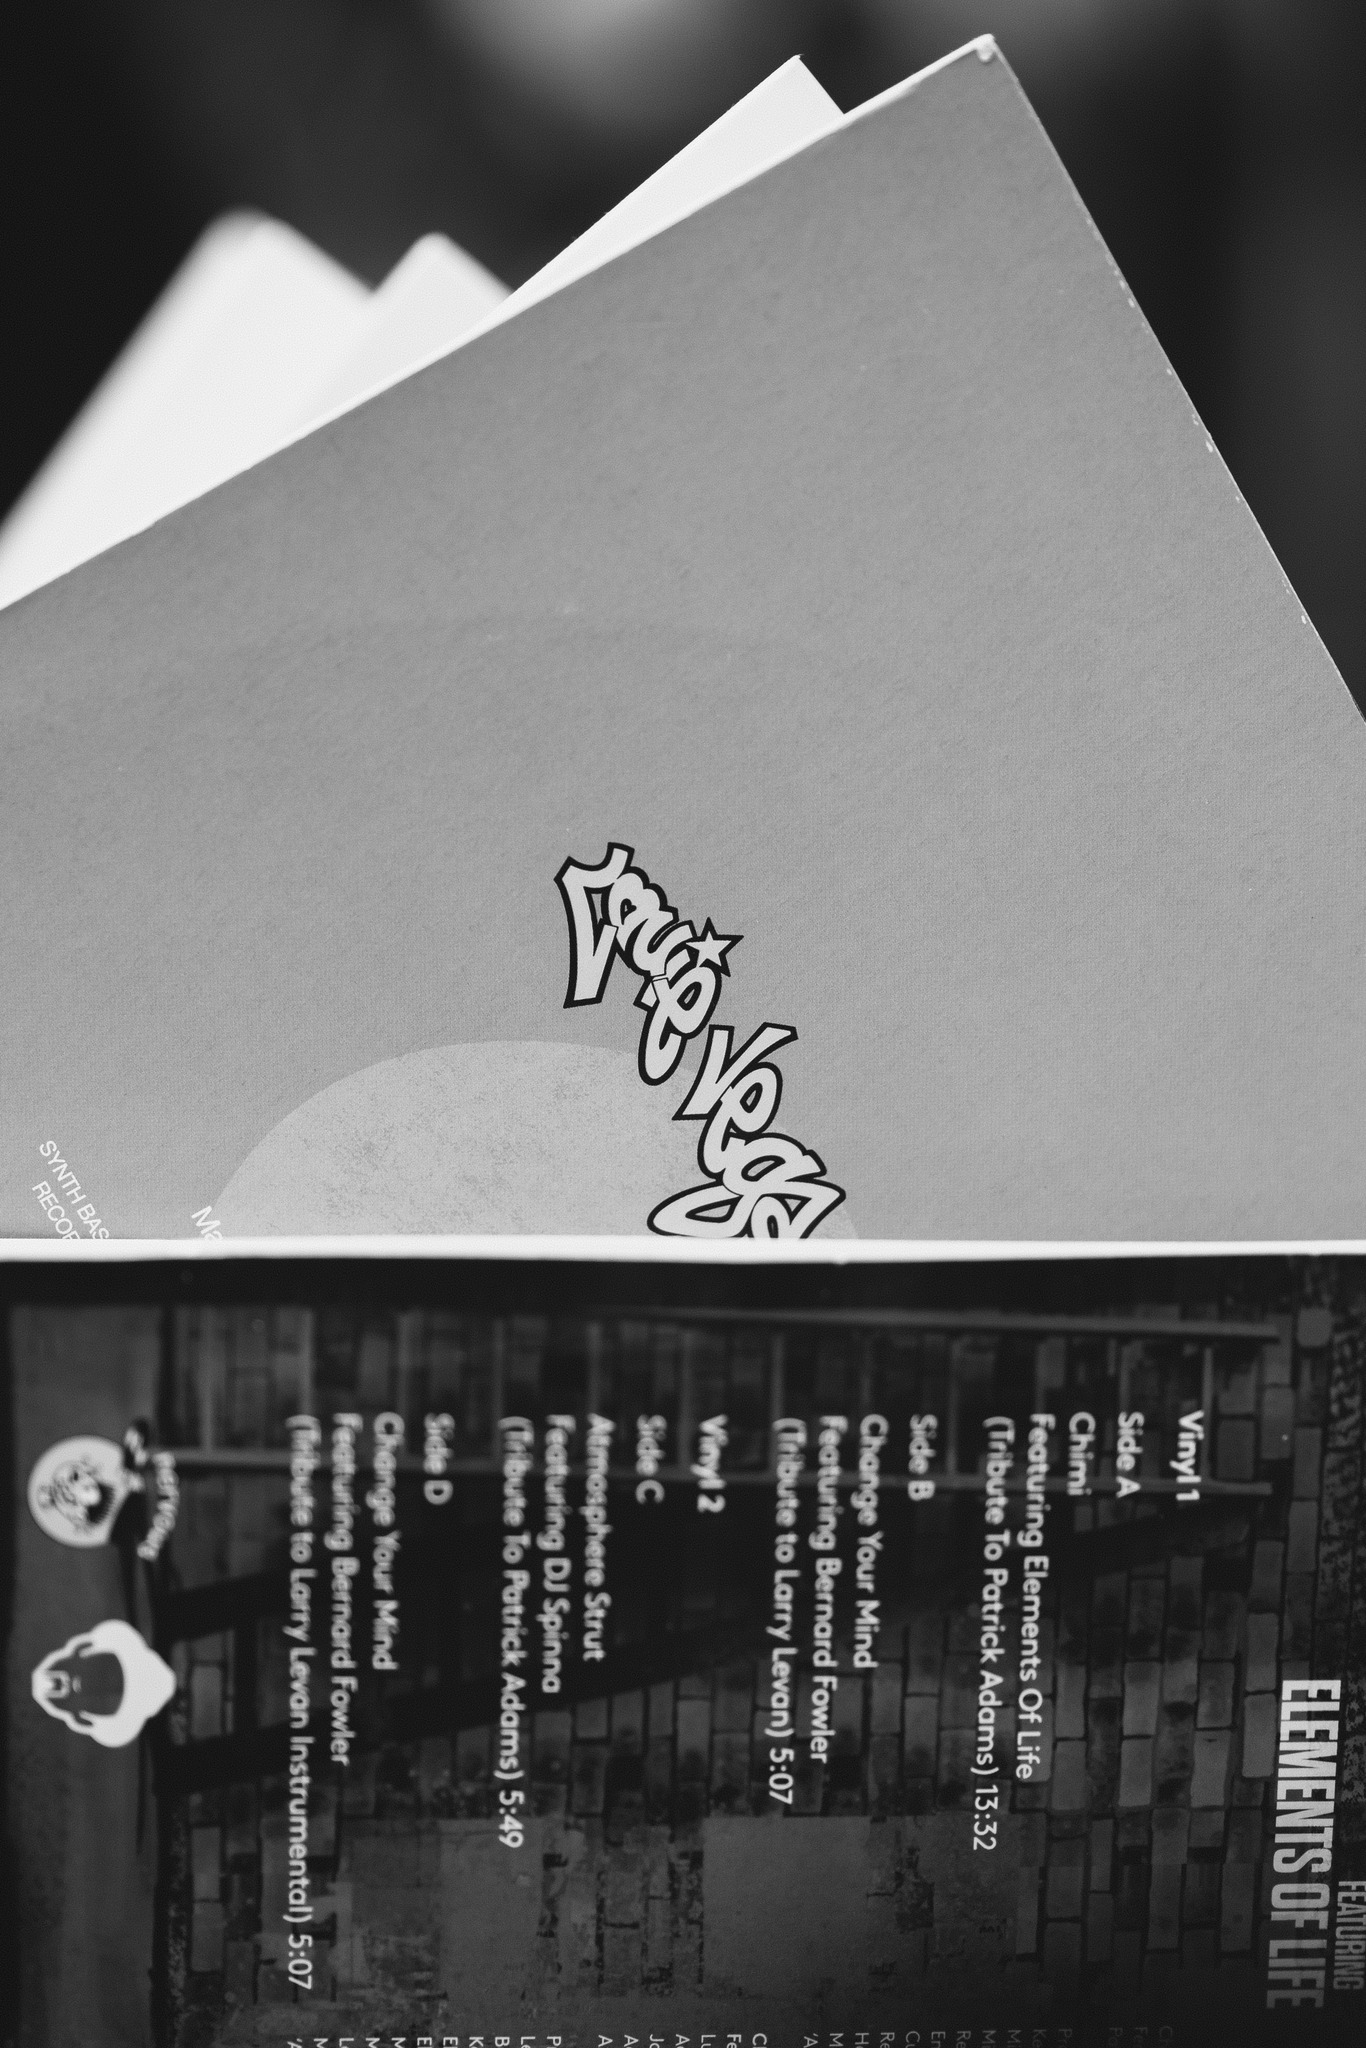 Louie Vega
SYNTH BAS
RECOR
Ma
FEATURING
ELEMENTS OF LIFE
Vinyl 1
Side A
Chimi
Featuring Elements Of Life
(Tribute To Patrick Adams) 13:32
Side B
Change Your Mind
Featuring Bernard Fowler
(Tribute to Larry Levan) 5:07
Vinyl 2
Side C
Atmosphere Strut
Featuring DJ Spinna
(Tribute To Patrick Adams) 5:49
Side D
Change Your Mind
Featuring Bernard Fowler
(Tribute to Larry Levan Instrumental) 5:07
nervous